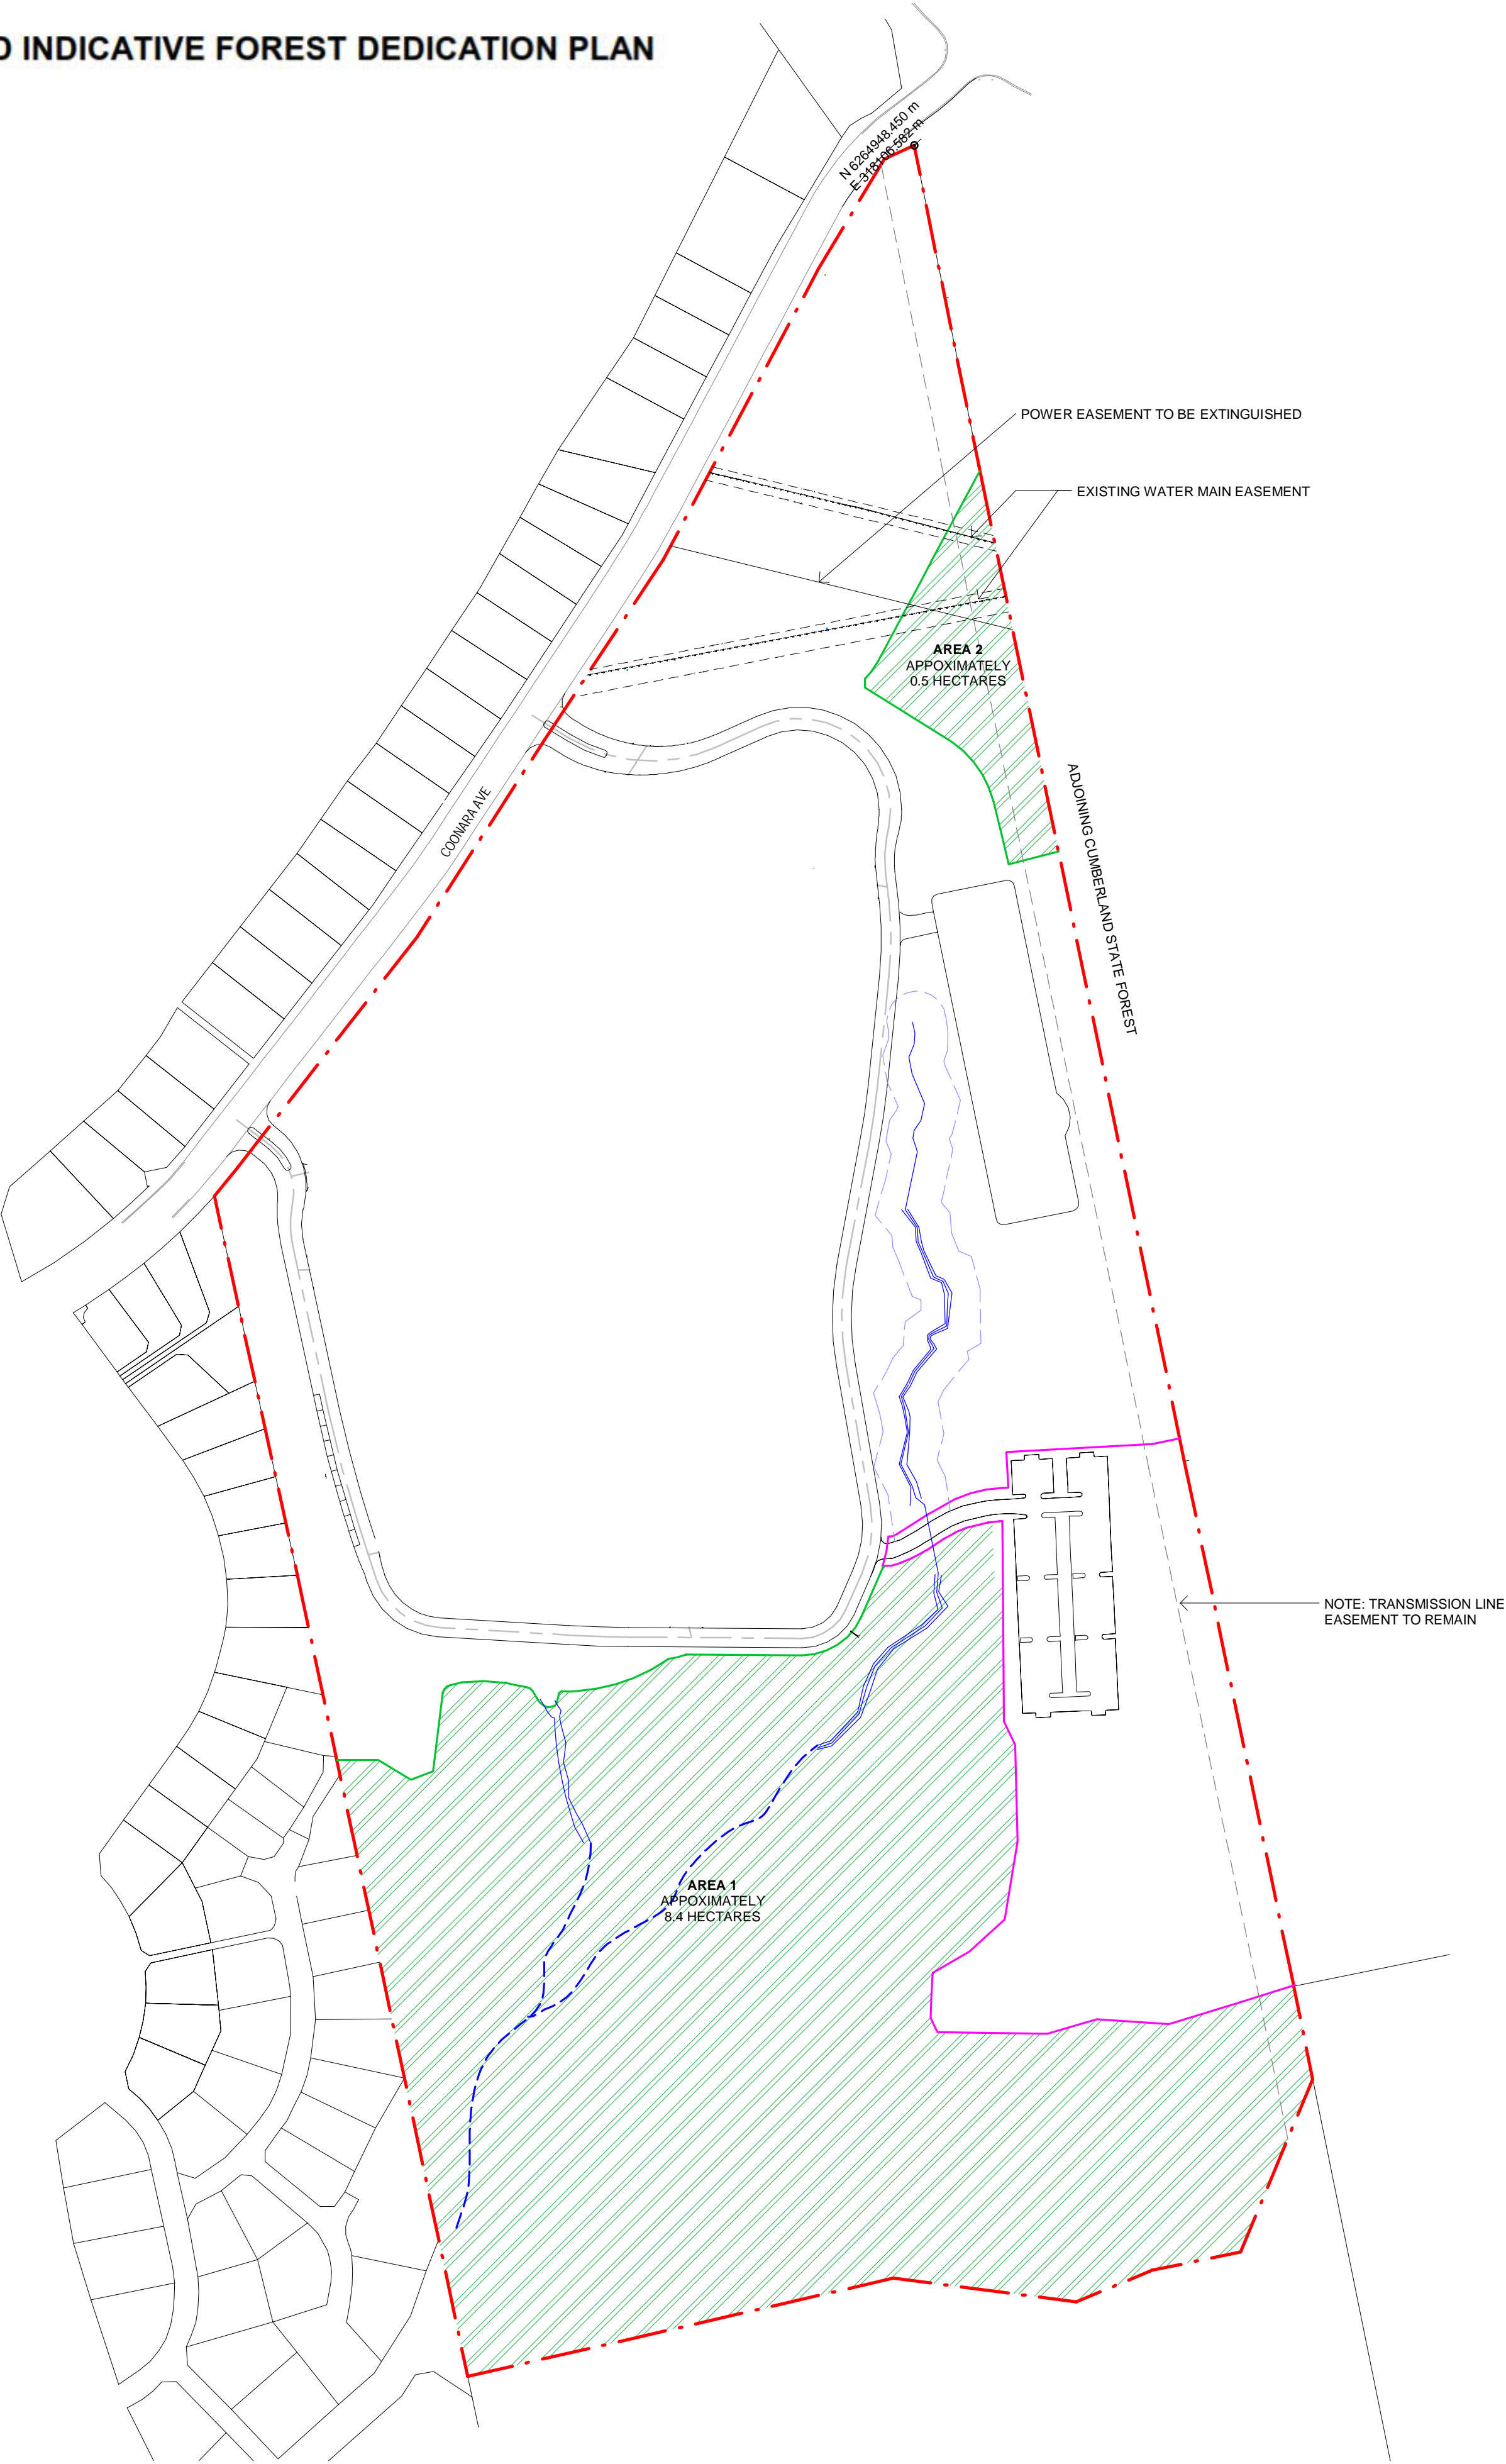 D INDICATIVE FOREST DEDICATION PLAN
N 6264948.450 m
E 318106.582 m
POWER EASEMENT TO BE EXTINGUISHED
EXISTING WATER MAIN EASEMENT
AREA 2
APPOXIMATELY
0.5 HECTARES
COONARA AVE
ADJOINING CUMBERLAND STATE FOREST
NOTE: TRANSMISSION LINE
EASEMENT TO REMAIN
AREA 1
APPOXIMATELY
8.4 HECTARES